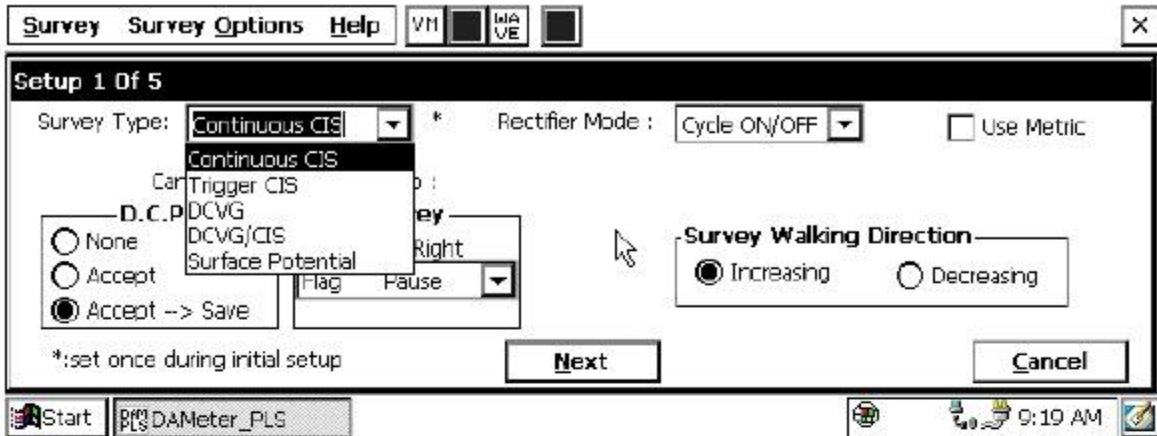 Survey Survey Options Help VM WAVE
Setup 1 Of 5
Survey Type: Continuous CIS * Rectifier Mode : Cycle ON/OFF Use Metric
Continuous CIS
Trigger CIS
DCVG
DCVG/CIS
Surface Potential
D.C.P
None
Accept
Accept --> Save
Right
Flag Pause
Survey Walking Direction
Increasing Decreasing
*:set once during initial setup Next Cancel
Start DAMeter_PLS 9:19 AM